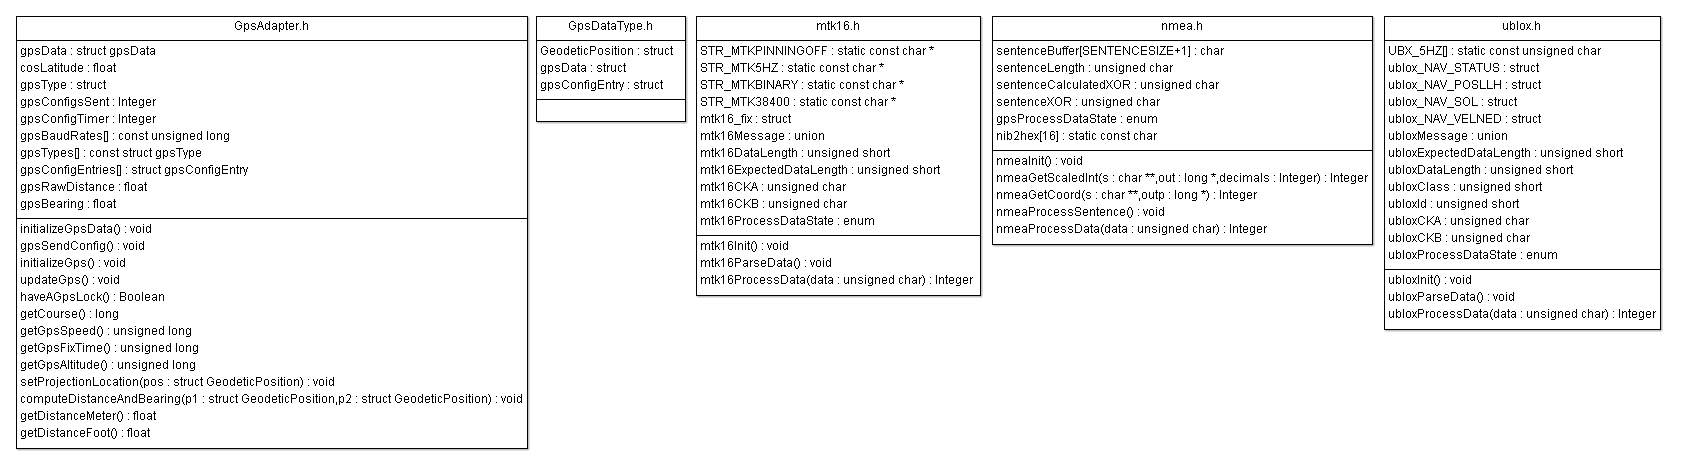 GpsAdapter.h
gpsData : struct gpsData
cosLatitude : float
gpsType : struct
gpsConfigsSent : Integer
gpsConfigTimer : Integer
gpsBaudRates[] : const unsigned long
gpsTypes[] : const struct gpsType
gpsConfigEntries[] : struct gpsConfigEntry
gpsRawDistance : float
gpsBearing : float
initializeGpsData() : void
gpsSendConfig() : void
initializeGps() : void
updateGps() : void
haveAGpsLock() : Boolean
getCourse() : long
getGpsSpeed() : unsigned long
getGpsFixTime() : unsigned long
getGpsAltitude() : unsigned long
setProjectionLocation(pos : struct GeodeticPosition) : void
computeDistanceAndBearing(p1 : struct GeodeticPosition,p2 : struct GeodeticPosition) : void
getDistanceMeter() : float
getDistanceFoot() : float
GpsDataType.h
GeodeticPosition : struct
gpsData : struct
gpsConfigEntry : struct
mtk16.h
STR_MTKPINNINGOFF : static const char *
STR_MTK5HZ : static const char *
STR_MTKBINARY : static const char *
STR_MTK38400 : static const char *
mtk16_fix : struct
mtk16Message : union
mtk16DataLength : unsigned short
mtk16ExpectedDataLength : unsigned short
mtk16CKA : unsigned char
mtk16CKB : unsigned char
mtk16ProcessDataState : enum
mtk16Init() : void
mtk16ParseData() : void
mtk16ProcessData(data : unsigned char) : Integer
nmea.h
sentenceBuffer[SENTENCESIZE+1] : char
sentenceLength : unsigned char
sentenceCalculatedXOR : unsigned char
sentenceXOR : unsigned char
gpsProcessDataState : enum
nib2hex[16] : static const char
nmeaInit() : void
nmeaGetScaledInt(s : char **,out : long *,decimals : Integer) : Integer
nmeaGetCoord(s : char **,outp : long *) : Integer
nmeaProcessSentence() : void
nmeaProcessData(data : unsigned char) : Integer
ublox.h
UBX_5HZ[] : static const unsigned char
ublox_NAV_STATUS : struct
ublox_NAV_POSLLH : struct
ublox_NAV_SOL : struct
ublox_NAV_VELNED : struct
ubloxMessage : union
ubloxExpectedDataLength : unsigned short
ubloxDataLength : unsigned short
ubloxClass : unsigned short
ubloxId : unsigned short
ubloxCKA : unsigned char
ubloxCKB : unsigned char
ubloxProcessDataState : enum
ubloxInit() : void
ubloxParseData() : void
ubloxProcessData(data : unsigned char) : Integer